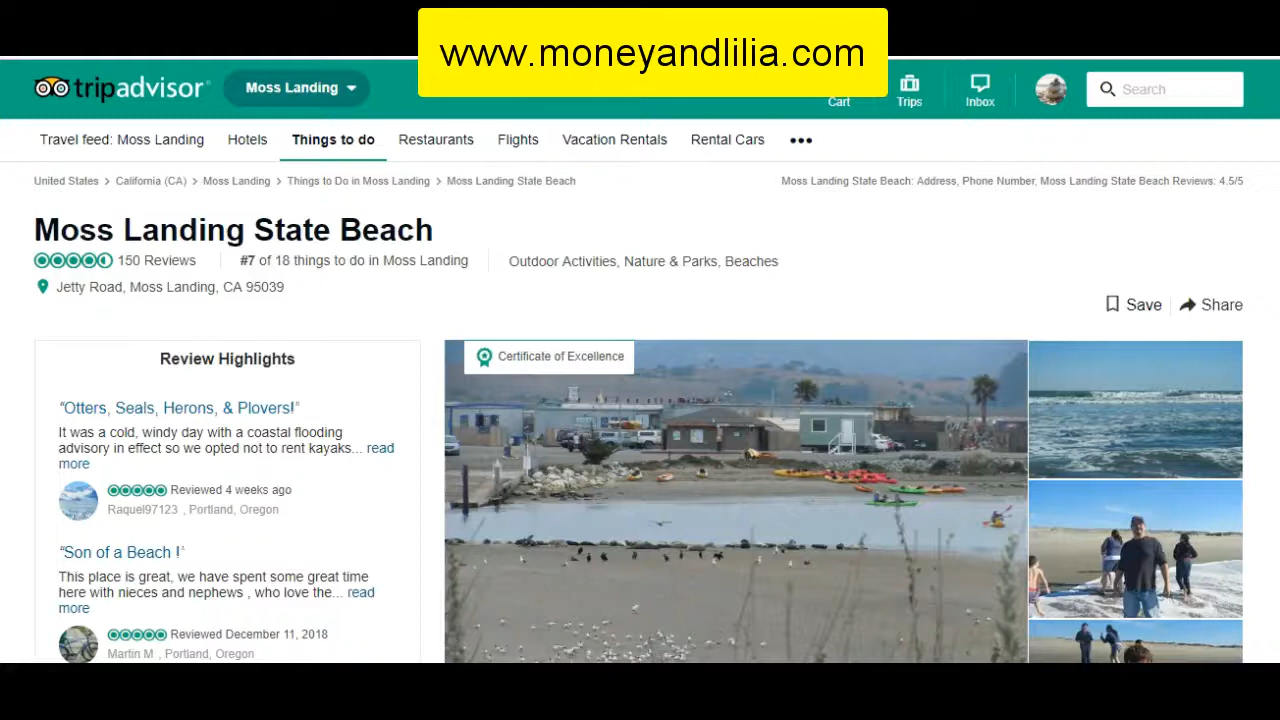 www.moneyandlilia.com
tripadvisor
Moss Landing
Cart
Trips
Inbox
Search
Travel feed: Moss Landing
Hotels
Things to do
Restaurants
Flights
Vacation Rentals
Rental Cars
United States > California (CA) > Moss Landing > Things to Do in Moss Landing > Moss Landing State Beach
Moss Landing State Beach: Address, Phone Number, Moss Landing State Beach Reviews: 4.5/5
Moss Landing State Beach
150 Reviews
#7 of 18 things to do in Moss Landing
Outdoor Activities, Nature & Parks, Beaches
Jetty Road, Moss Landing, CA 95039
Save
Share
Review Highlights
"Otters, Seals, Herons, & Plovers!"
It was a cold, windy day with a coastal flooding
advisory in effect so we opted not to rent kayaks... read
more
Reviewed 4 weeks ago
Raquel97123 , Portland, Oregon
"Son of a Beach !"
This place is great, we have spent some great time
here with nieces and nephews , who love the... read
more
Reviewed December 11, 2018
Martin M , Portland, Oregon
Certificate of Excellence